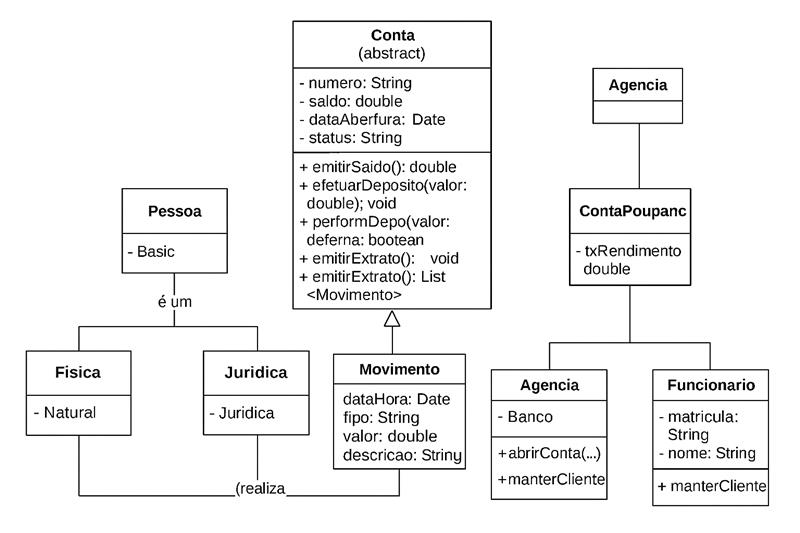 Conta
(abstract)
- numero: String
- saldo: double
- dataAberfura: Date
- status: String
+ emitirSaido(): double
+ efetuarDeposito(valor:
double); void
+ performDepo(valor:
deferna: bootean
+ emitirExtrato(): void
+ emitirExtrato(): List
<Movimento>
Agencia
ContaPoupanc
- txRendimento
double
Pessoa
- Basic
é um
Fisica
- Natural
Juridica
- Juridica
Movimento
dataHora: Date
fipo: String
valor: double
descricao: Striny
(realiza
Agencia
- Banco
+abrirConta(...)
+manterCliente
Funcionario
- matricula:
String
- nome: String
+ manterCliente